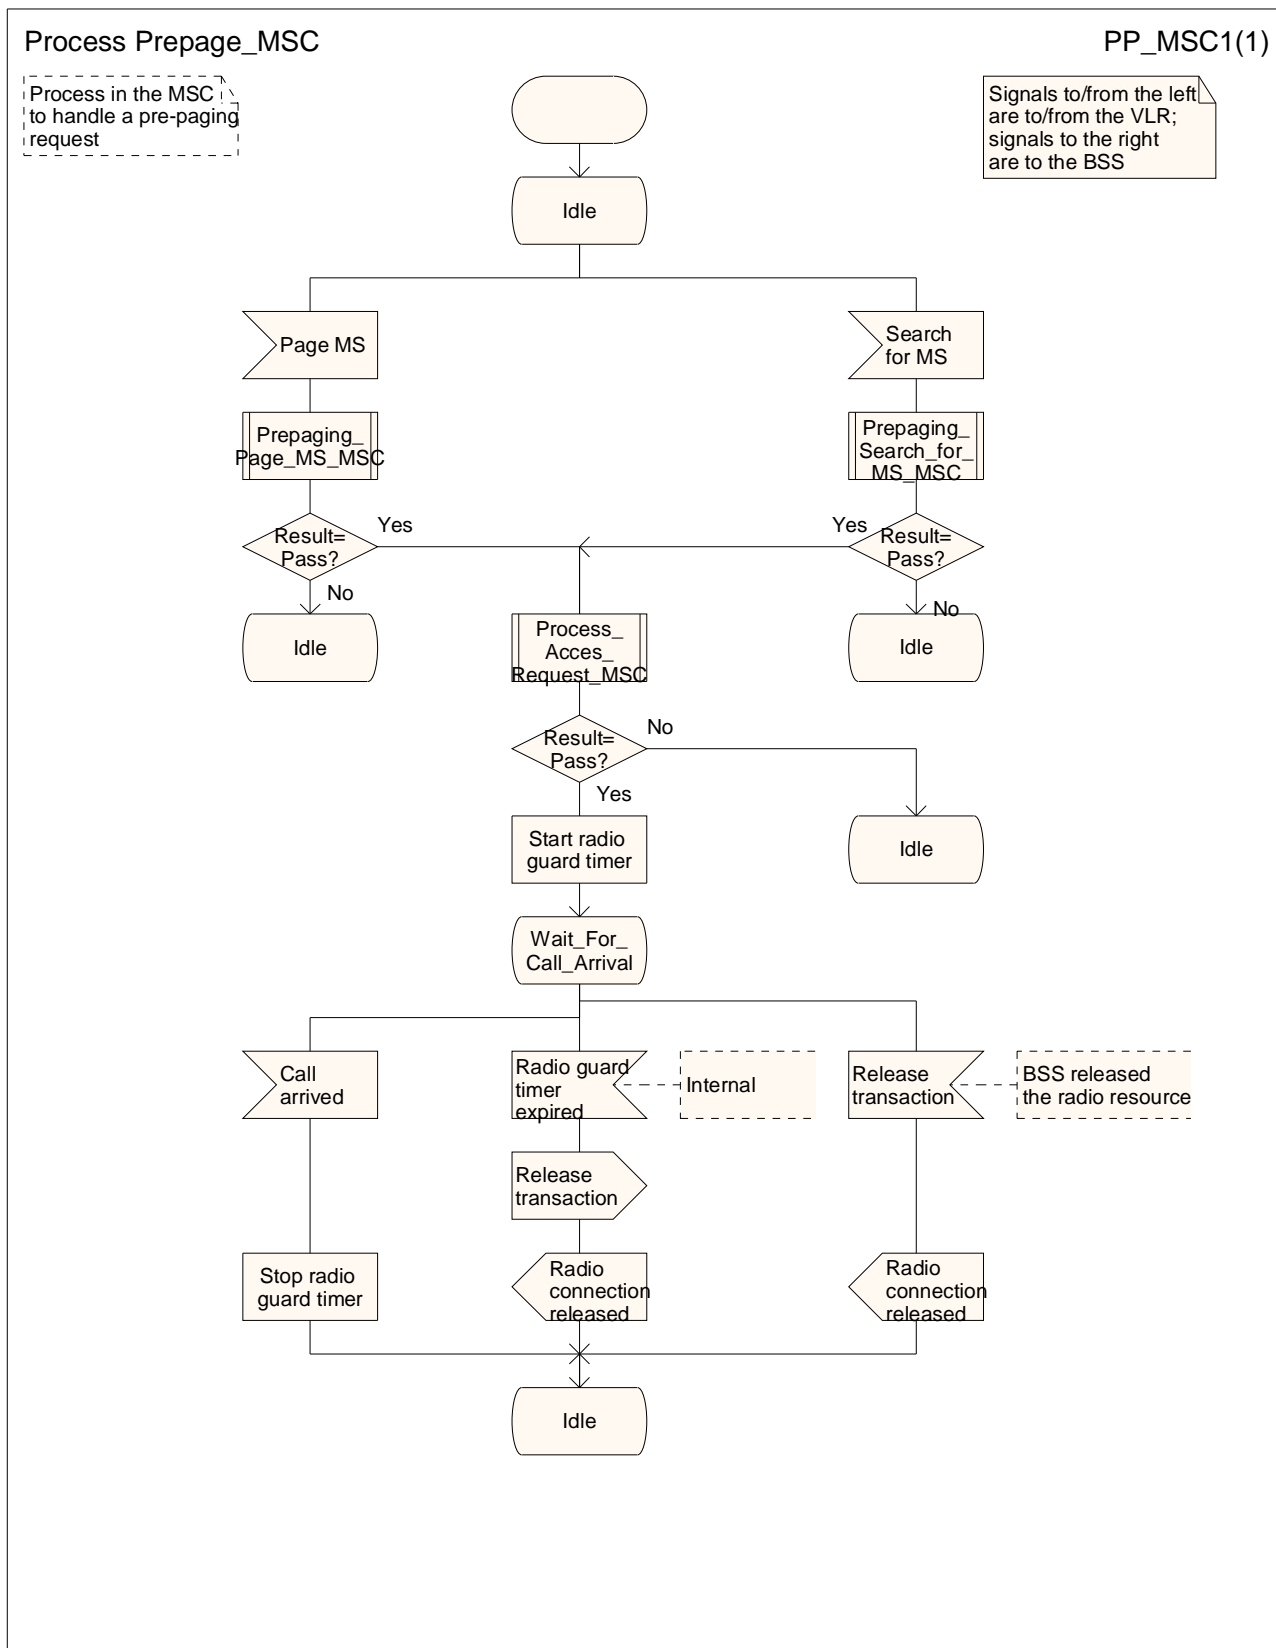 Process Prepage_MSC
PP_MSC1(1)
Process in the MSC
to handle a pre-paging
request
Signals to/from the left
are to/from the VLR;
signals to the right
are to the BSS
Idle
Page MS
Search
for MS
Prepaging_
Page_MS_MSC
Prepaging_
Search_for_
MS_MSC
Result=
Pass?
Yes
No
Yes
Result=
Pass?
No
Idle
Process_
Acces_
Request_MSC
Idle
Result=
Pass?
No
Yes
Start radio
guard timer
Idle
Wait_For_
Call_Arrival
Call
arrived
Radio guard
timer
expired
Internal
Release
transaction
BSS released
the radio resource
Release
transaction
Stop radio
guard timer
Radio
connection
released
Radio
connection
released
Idle